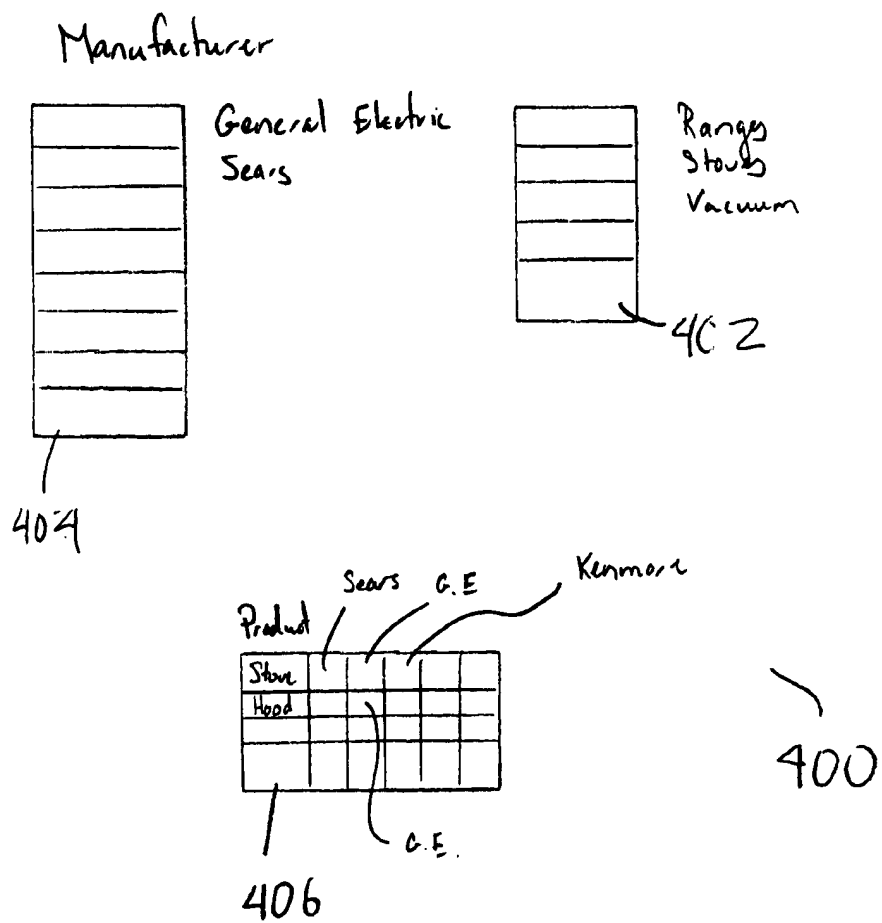 Manufacturer
General Electric
Sears
Ranges
Stoves
Vacuum
402
404
Sears
G.E
Kenmore
Product
Stove
Hood
400
G.E.
406